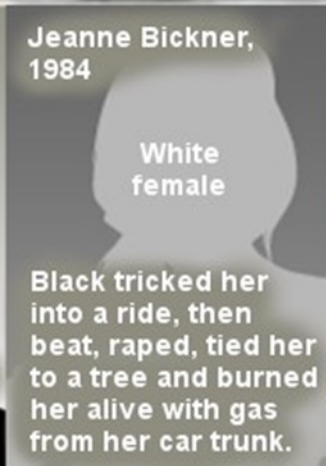 Jeanne Bickner,
1984
White
female
Black tricked her
into a ride, then
beat, raped, tied her
to a tree and burned
her alive with gas
from her car trunk.